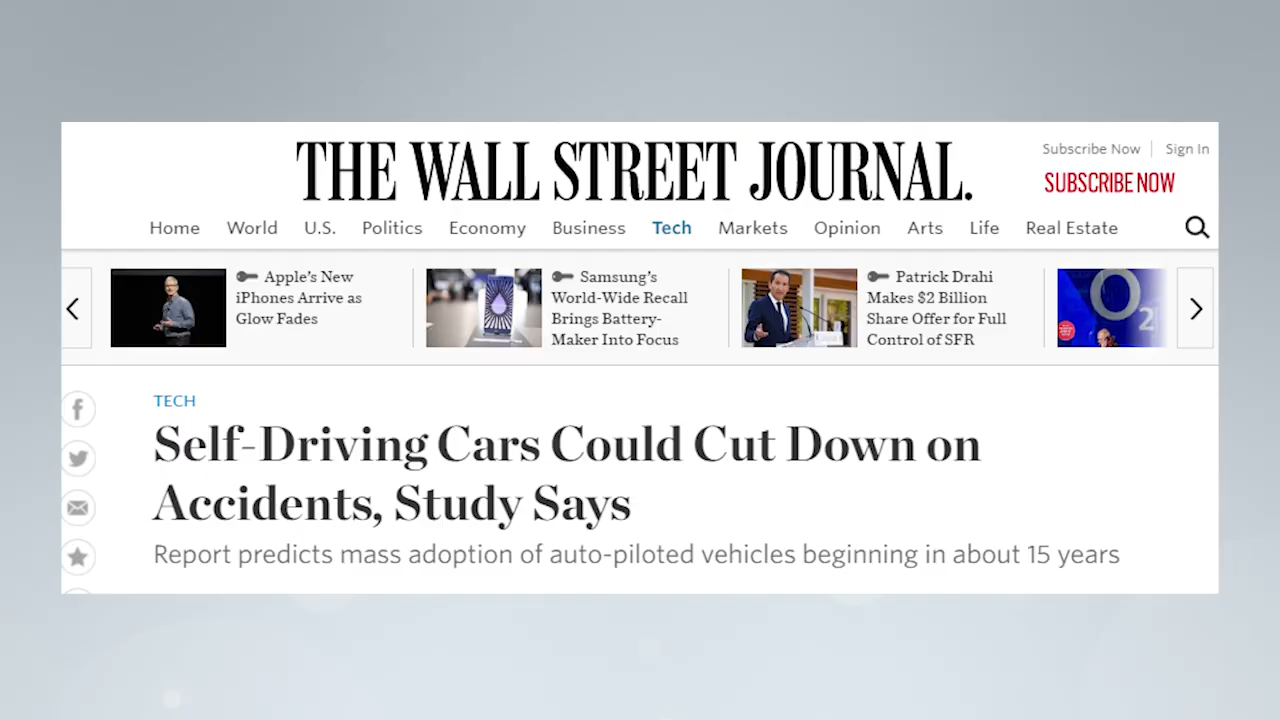 THE WALL STREET JOURNAL.
Subscribe Now | Sign In
SUBSCRIBE NOW
Home World U.S. Politics Economy Business Tech Markets Opinion Arts Life Real Estate
Apple's New
iPhones Arrive as
Glow Fades
Samsung's
World-Wide Recall
Brings Battery-
Maker Into Focus
Patrick Drahi
Makes $2 Billion
Share Offer for Full
Control of SFR
O2
TECH
Self-Driving Cars Could Cut Down on
Accidents, Study Says
Report predicts mass adoption of auto-piloted vehicles beginning in about 15 years